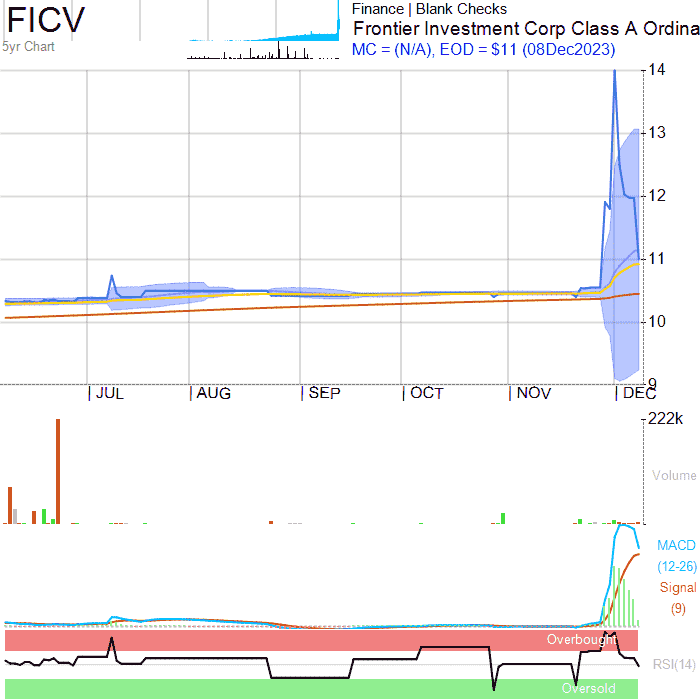 FICV
5yr Chart
Finance | Blank Checks
Frontier Investment Corp Class A Ordina
MC = (N/A), EOD = $11 (08Dec2023)
14
13
12
11
10
9
JUL AUG SEP OCT NOV DEC
222k
Volume
MACD
(12-26)
Signal
(9)
Overbought
RSI(14)
Oversold